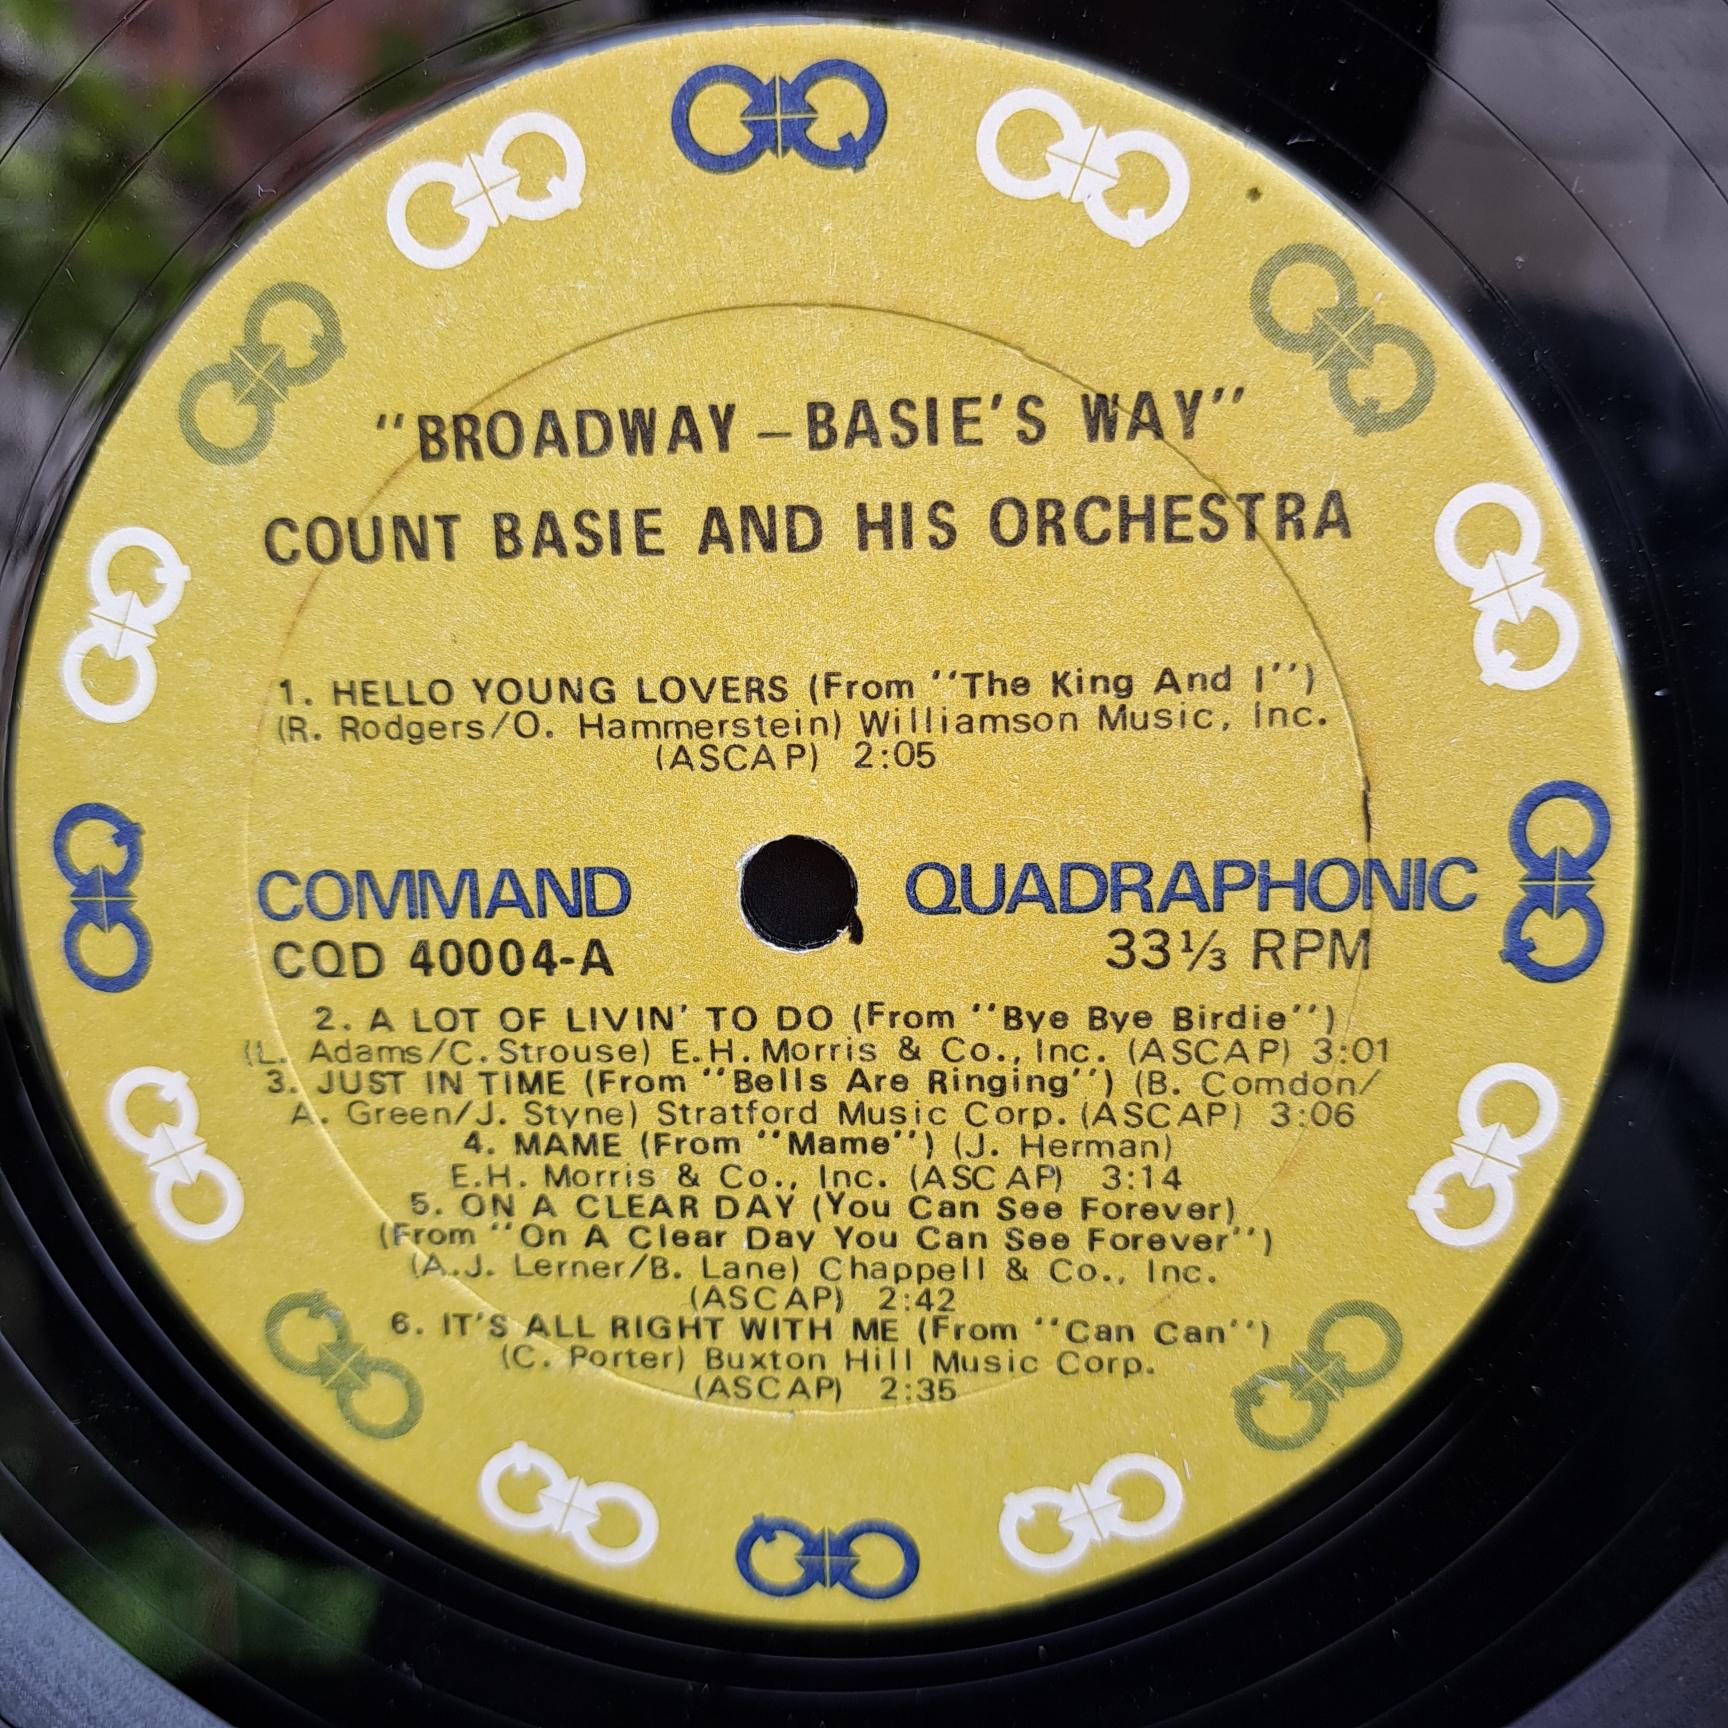 "BROADWAY – BASIE'S WAY"
COUNT BASIE AND HIS ORCHESTRA
1. HELLO YOUNG LOVERS (From "The King And I")
(R. Rodgers/O. Hammerstein) Williamson Music, Inc.
(ASCAP) 2:05
COMMAND QUADRAPHONIC
CQD 40004-A 33⅓ RPM
2. A LOT OF LIVIN' TO DO (From "Bye Bye Birdie")
(L. Adams/C. Strouse) E.H. Morris & Co., Inc. (ASCAP) 3:01
3. JUST IN TIME (From "Bells Are Ringing") (B. Comdon/
A. Green/J. Styne) Stratford Music Corp. (ASCAP) 3:06
4. MAME (From "Mame") (J. Herman)
E.H. Morris & Co., Inc. (ASCAP) 3:14
5. ON A CLEAR DAY (You Can See Forever)
(From "On A Clear Day You Can See Forever")
(A.J. Lerner/B. Lane) Chappell & Co., Inc.
(ASCAP) 2:42
6. IT'S ALL RIGHT WITH ME (From "Can Can")
(C. Porter) Buxton Hill Music Corp.
(ASCAP) 2:35